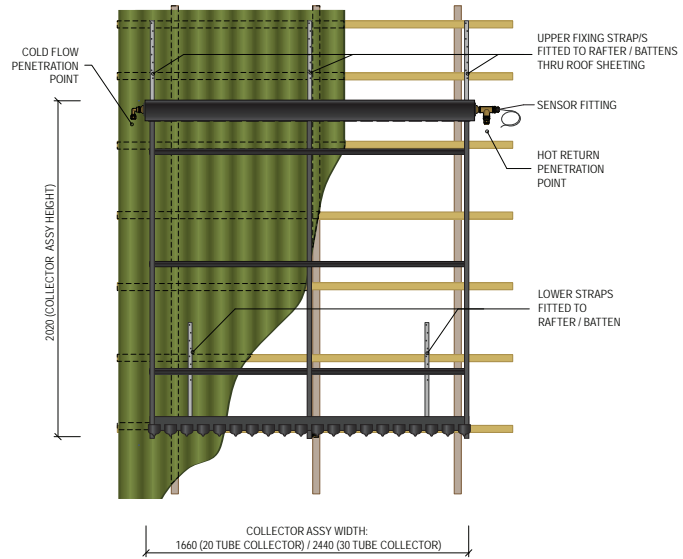 COLD FLOW
PENETRATION
POINT
UPPER FIXING STRAP/S
FITTED TO RAFTER / BATTENS
THRU ROOF SHEETING
SENSOR FITTING
HOT RETURN
PENETRATION
POINT
2020 (COLLECTOR ASSY HEIGHT)
LOWER STRAPS
FITTED TO
RAFTER / BATTEN
COLLECTOR ASSY WIDTH:
1660 (20 TUBE COLLECTOR) / 2440 (30 TUBE COLLECTOR)